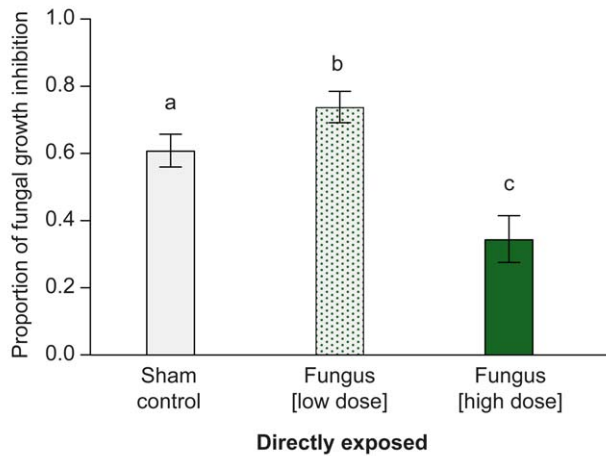 Proportion of fungal growth inhibition
1.0
0.8
0.6
0.4
0.2
0.0
a
b
c
Sham
control
Fungus
[low dose]
Fungus
[high dose]
Directly exposed